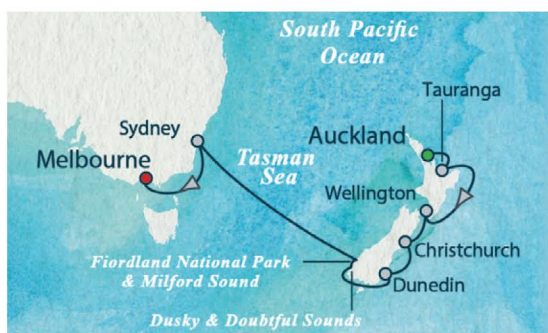 South Pacific
Ocean
Tauranga
Sydney
Auckland
Melbourne
Tasman
Sea
Wellington
Christchurch
Fiordland National Park
& Milford Sound
Dunedin
Dusky & Doubtful Sounds